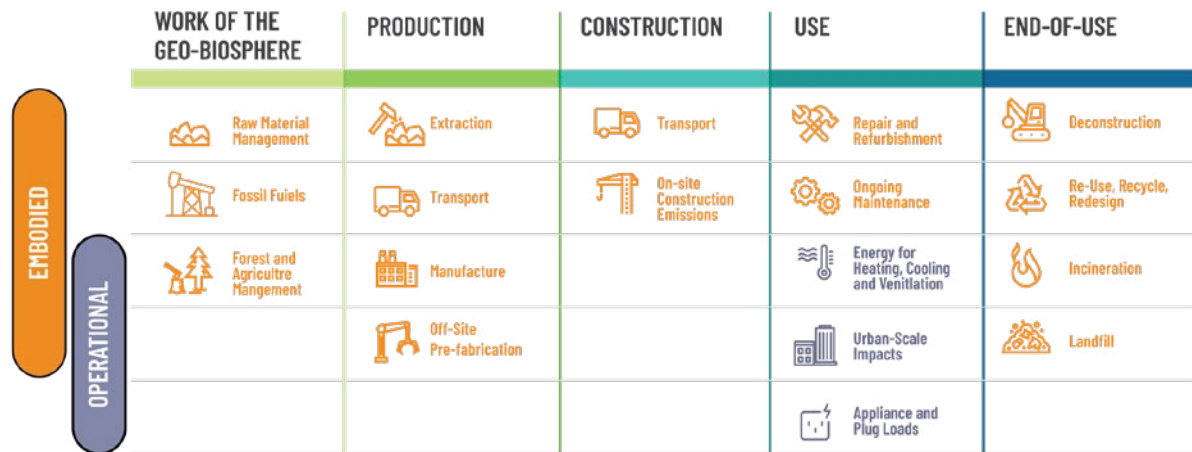 WORK OF THE
GEO-BIOSPHERE
PRODUCTION
CONSTRUCTION
USE
END-OF-USE
EMBODIED
OPERATIONAL
Raw Material
Management
Extraction
Transport
Repair and
Refurbishment
Deconstruction
Fossil Fuiels
Transport
On-site
Construction
Emissions
Ongoing
Maintenance
Re-Use, Recycle,
Redesign
Forest and
Agricultre
Mangement
Manufacture
Energy for
Heating, Cooling
and Venitlation
Incineration
Off-Site
Pre-fabrication
Urban-Scale
Impacts
Landfill
Appliance and
Plug Loads